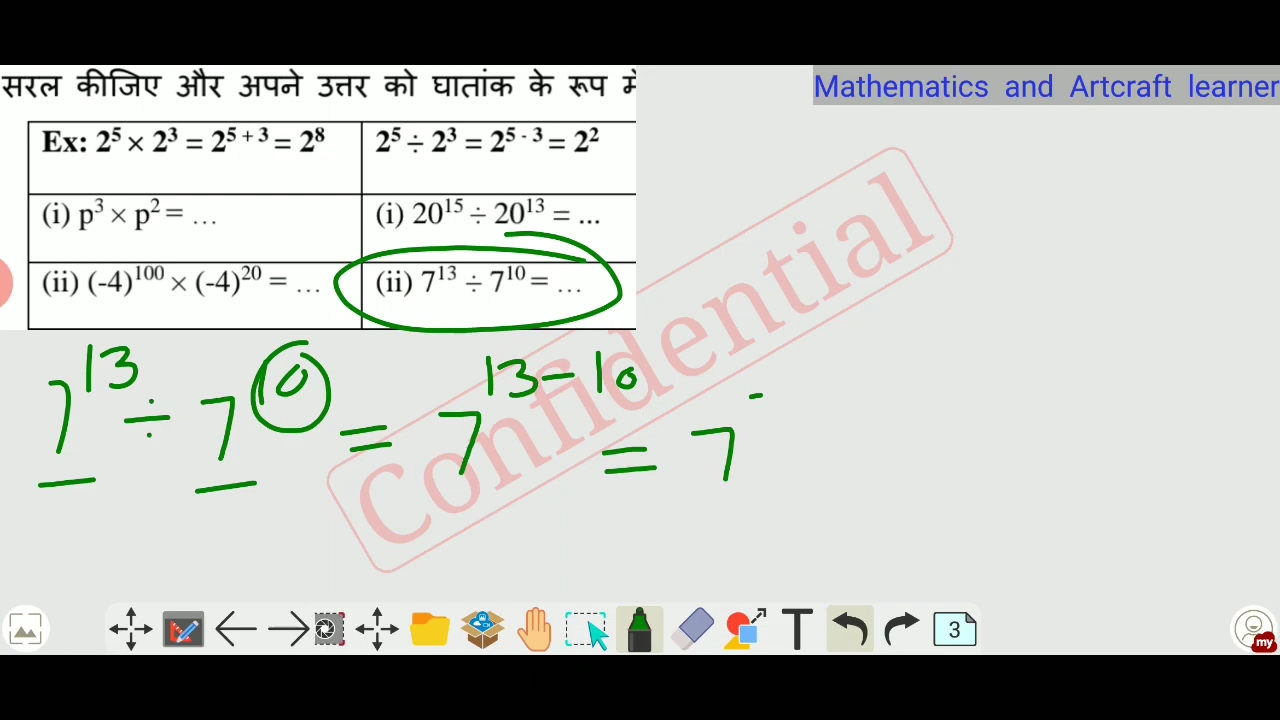 सरल कीजिए और अपने उत्तर को घातांक के रूप में
Mathematics and Artcraft learner
Ex: 2⁵ × 2³ = 2⁵⁺³ = 2⁸
2⁵ ÷ 2³ = 2⁵⁻³ = 2²
(i) p³ × p² = ...
(i) 20¹⁵ ÷ 20¹³ = ...
(ii) (-4)¹⁰⁰ × (-4)²⁰ = ...
(ii) 7¹³ ÷ 7¹⁰ = ...
7¹³ ÷ 7¹⁰ = 7¹³⁻¹⁰ = 7
Confidential
3
my